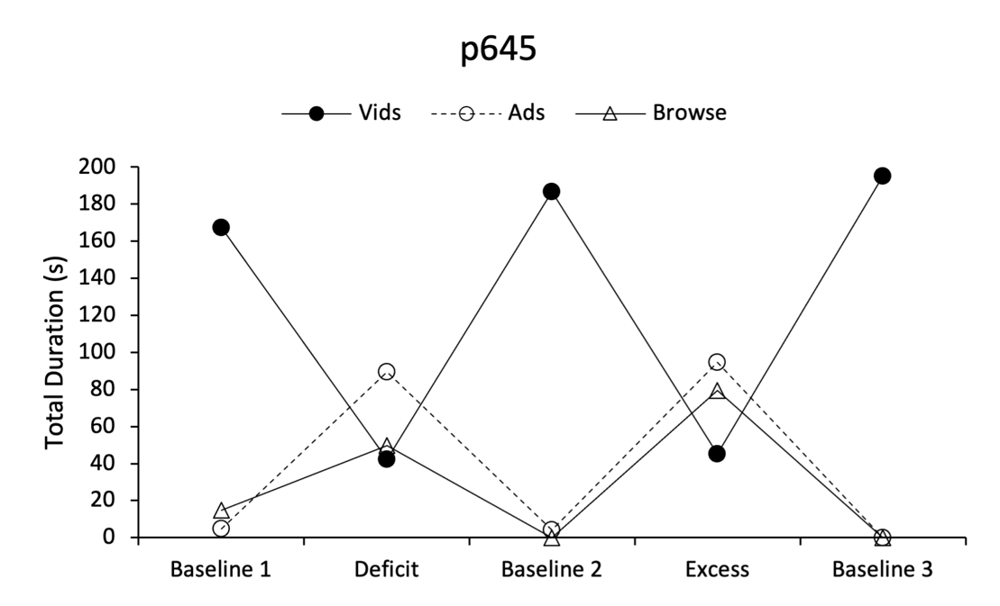 p645
Vids Ads Browse
Total Duration (s)
200
180
160
140
120
100
80
60
40
20
0
Baseline 1 Deficit Baseline 2 Excess Baseline 3